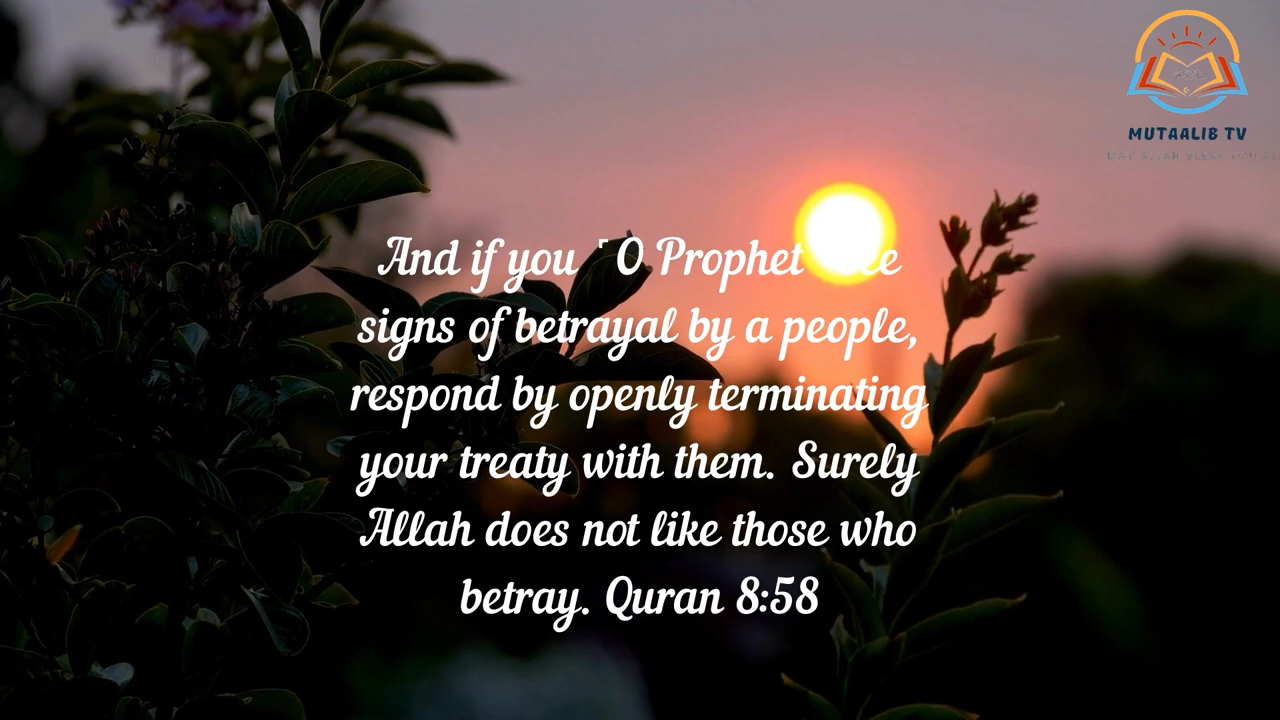 MUTAALIB TV
And if you ˹O Prophet
signs of betrayal by a people,
respond by openly terminating
your treaty with them. Surely
Allah does not like those who
betray. Quran 8:58